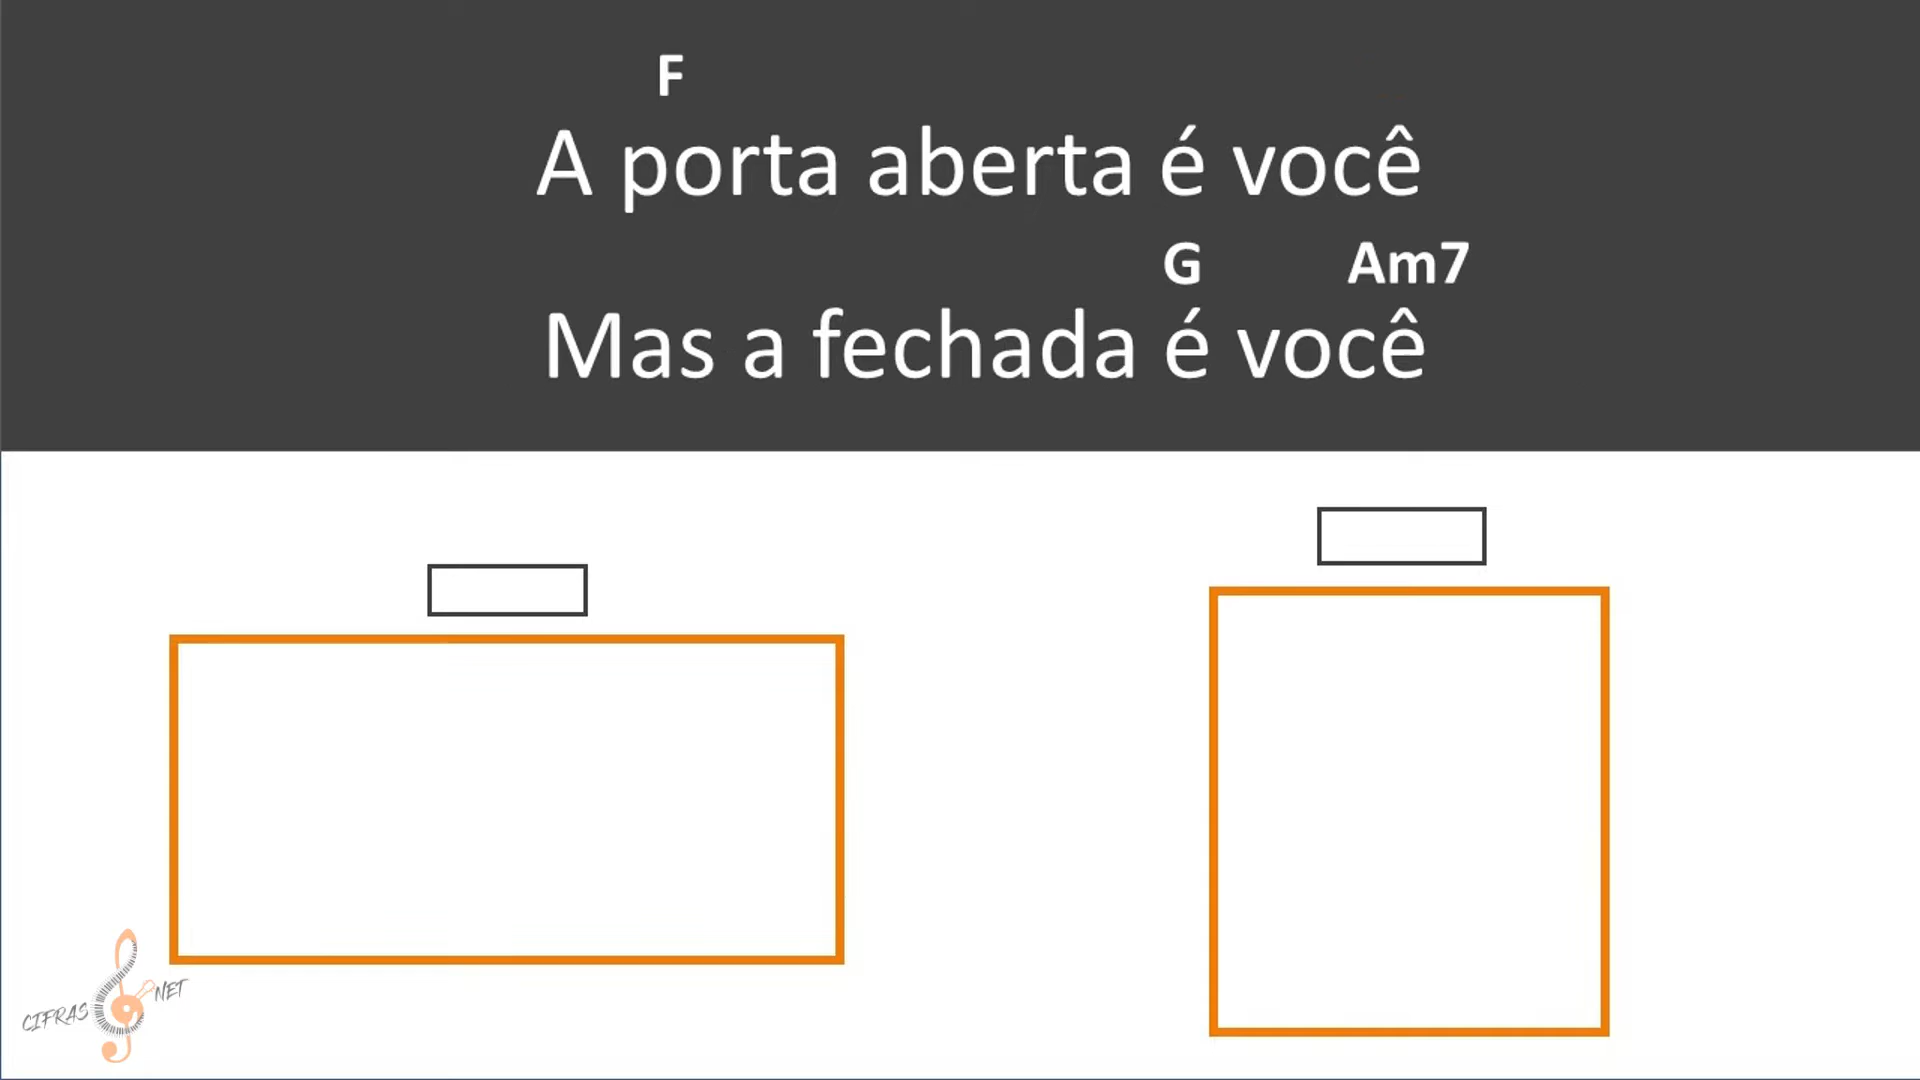 F
A porta aberta é você
G Am7
Mas a fechada é você
CIFRAS NET